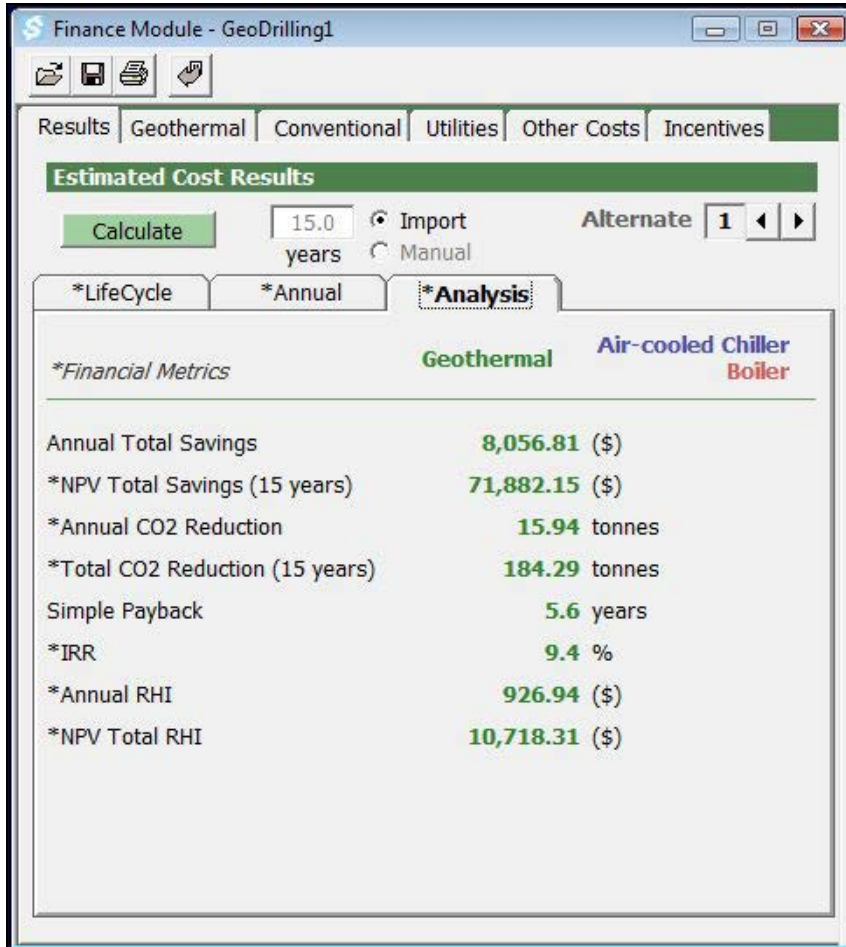 Finance Module - GeoDrilling1
Results Geothermal Conventional Utilities Other Costs Incentives
Estimated Cost Results
Calculate 15.0 Import Alternate 1
years Manual
*LifeCycle *Annual *Analysis
*Financial Metrics Geothermal Air-cooled Chiller
Boiler
Annual Total Savings 8,056.81 ($)
*NPV Total Savings (15 years) 71,882.15 ($)
*Annual CO2 Reduction 15.94 tonnes
*Total CO2 Reduction (15 years) 184.29 tonnes
Simple Payback 5.6 years
*IRR 9.4 %
*Annual RHI 926.94 ($)
*NPV Total RHI 10,718.31 ($)